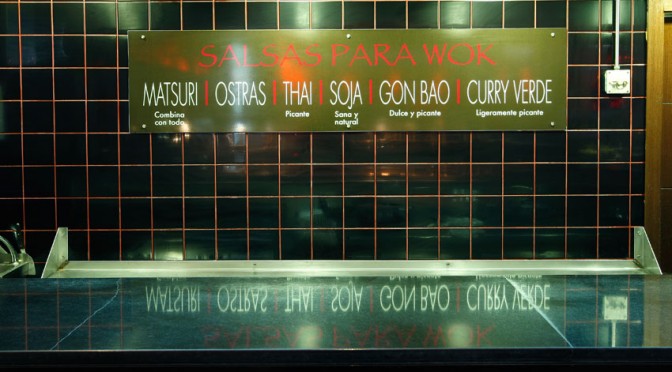 SALSAS PARA WOK
MATSURI | OSTRAS | THAI | SOJA | GON BAO | CURRY VERDE
Combina con todo
Picante
Sana y natural
Dulce y picante
Ligeramente picante